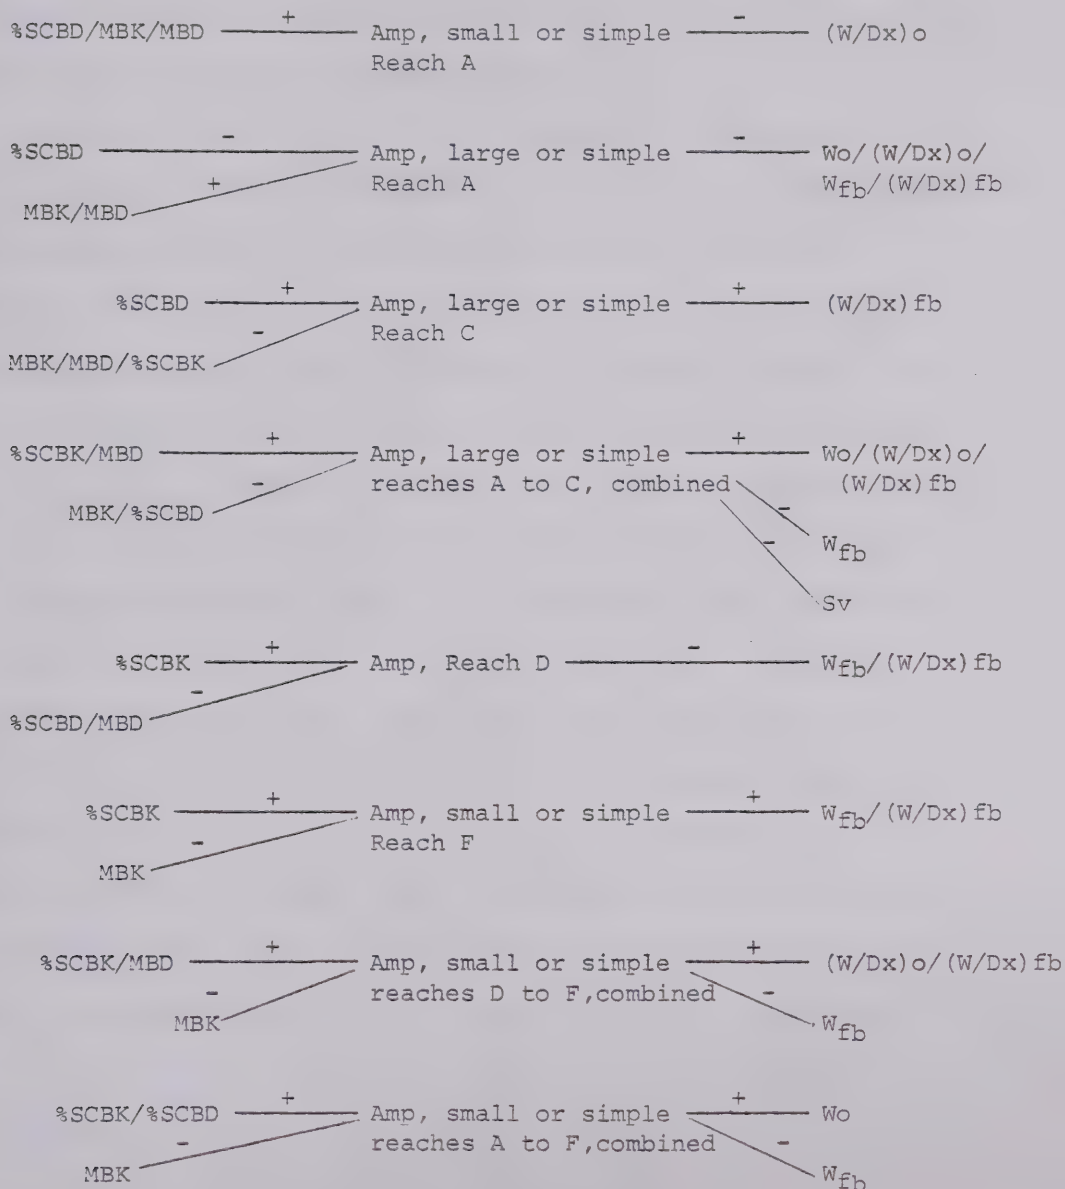 %SCBD/MBK/MBD + Amp, small or simple - (W/Dx)o
Reach A
%SCBD - Amp, large or simple - Wo/(W/Dx)o/
+ Reach A Wfb/(W/Dx)fb
MBK/MBD
%SCBD + Amp, large or simple + (W/Dx)fb
- Reach C
MBK/MBD/%SCBK
%SCBK/MBD + Amp, large or simple + Wo/(W/Dx)o/
- reaches A to C, combined (W/Dx)fb
MBK/%SCBD - Wfb
- Sv
%SCBK + Amp, Reach D - Wfb/(W/Dx)fb
-
%SCBD/MBD
%SCBK + Amp, small or simple + Wfb/(W/Dx)fb
- Reach F
MBK
%SCBK/MBD + Amp, small or simple + (W/Dx)o/(W/Dx)fb
- reaches D to F,combined -
MBK Wfb
%SCBK/%SCBD + Amp, small or simple + Wo
- reaches A to F,combined -
MBK Wfb